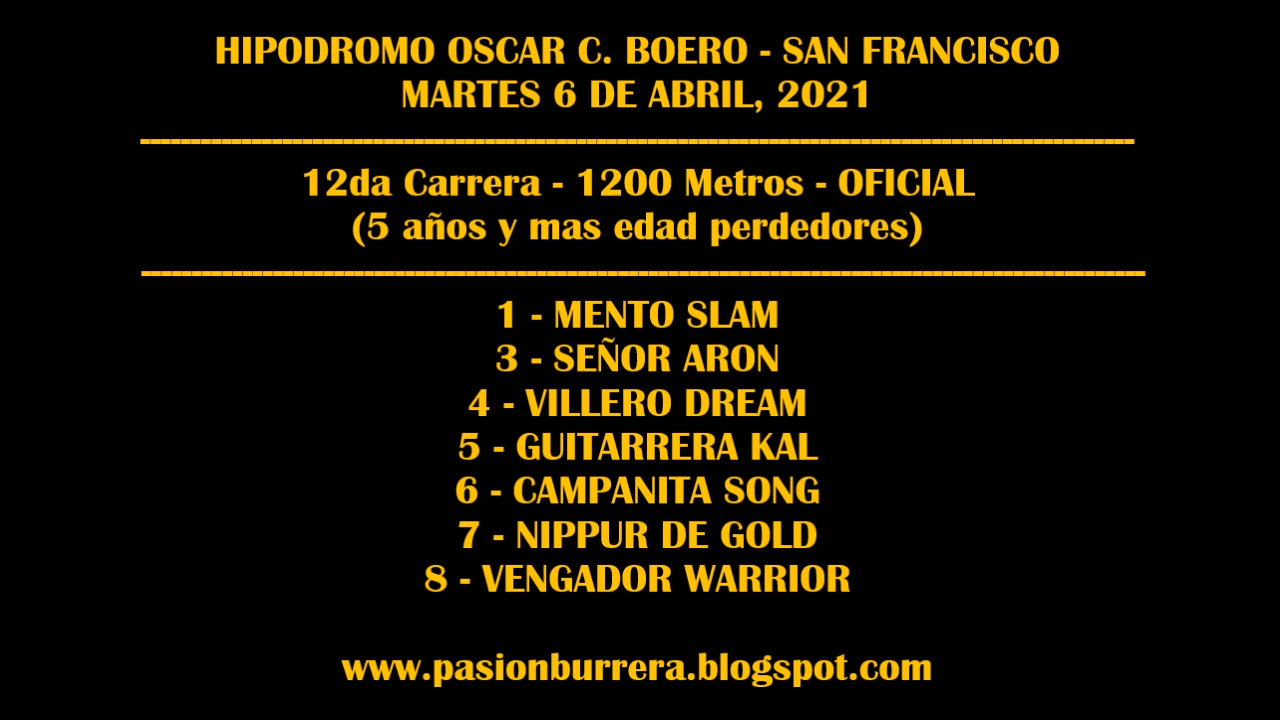 HIPODROMO OSCAR C. BOERO - SAN FRANCISCO
MARTES 6 DE ABRIL, 2021
12da Carrera - 1200 Metros - OFICIAL
(5 años y mas edad perdedores)
1 - MENTO SLAM
3 - SEÑOR ARON
4 - VILLERO DREAM
5 - GUITARRERA KAL
6 - CAMPANITA SONG
7 - NIPPUR DE GOLD
8 - VENGADOR WARRIOR
www.pasionburrera.blogspot.com